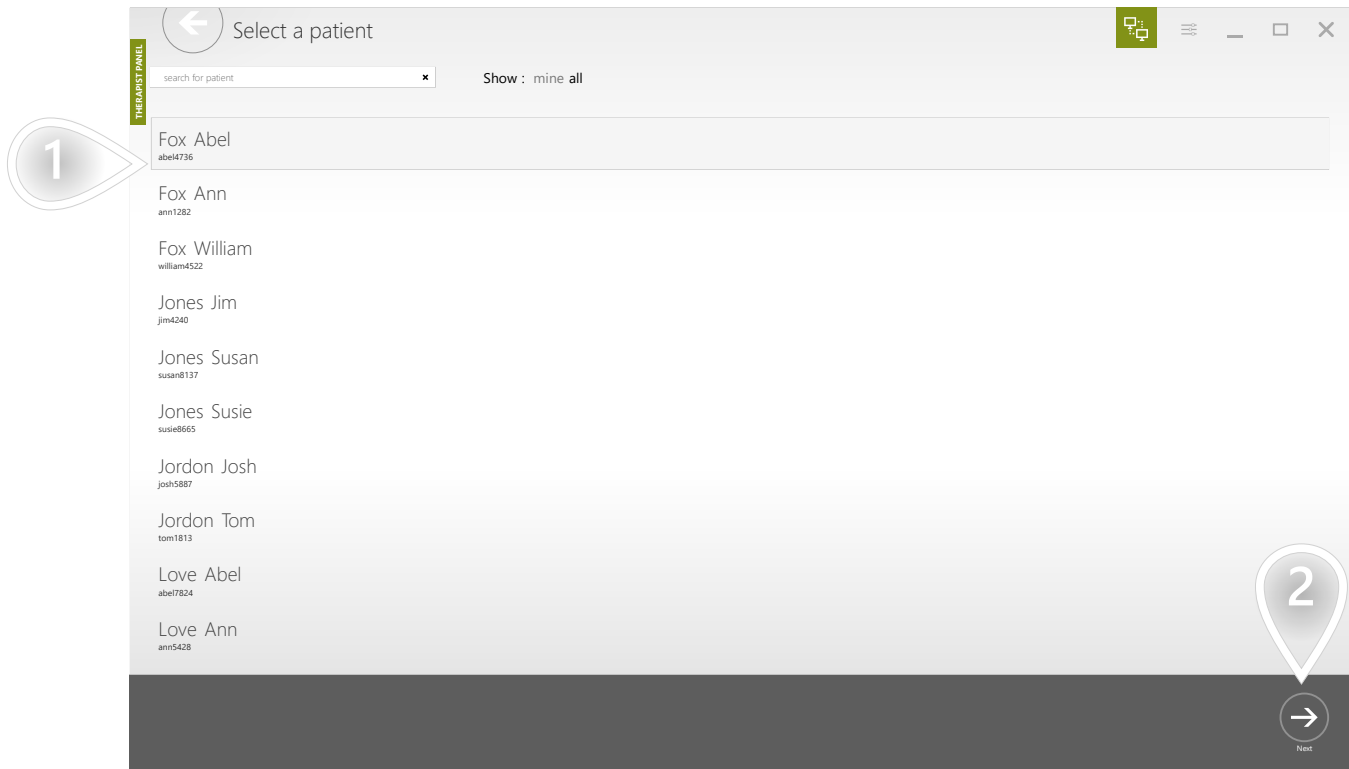 Select a patient
THERAPIST PANEL
search for patient
Show : mine all
1
Fox Abel
abel4736
Fox Ann
ann1282
Fox William
william4522
Jones Jim
jim4240
Jones Susan
susan8137
Jones Susie
susie8665
Jordon Josh
josh5887
Jordon Tom
tom1813
Love Abel
abel7824
Love Ann
ann5428
2
Next